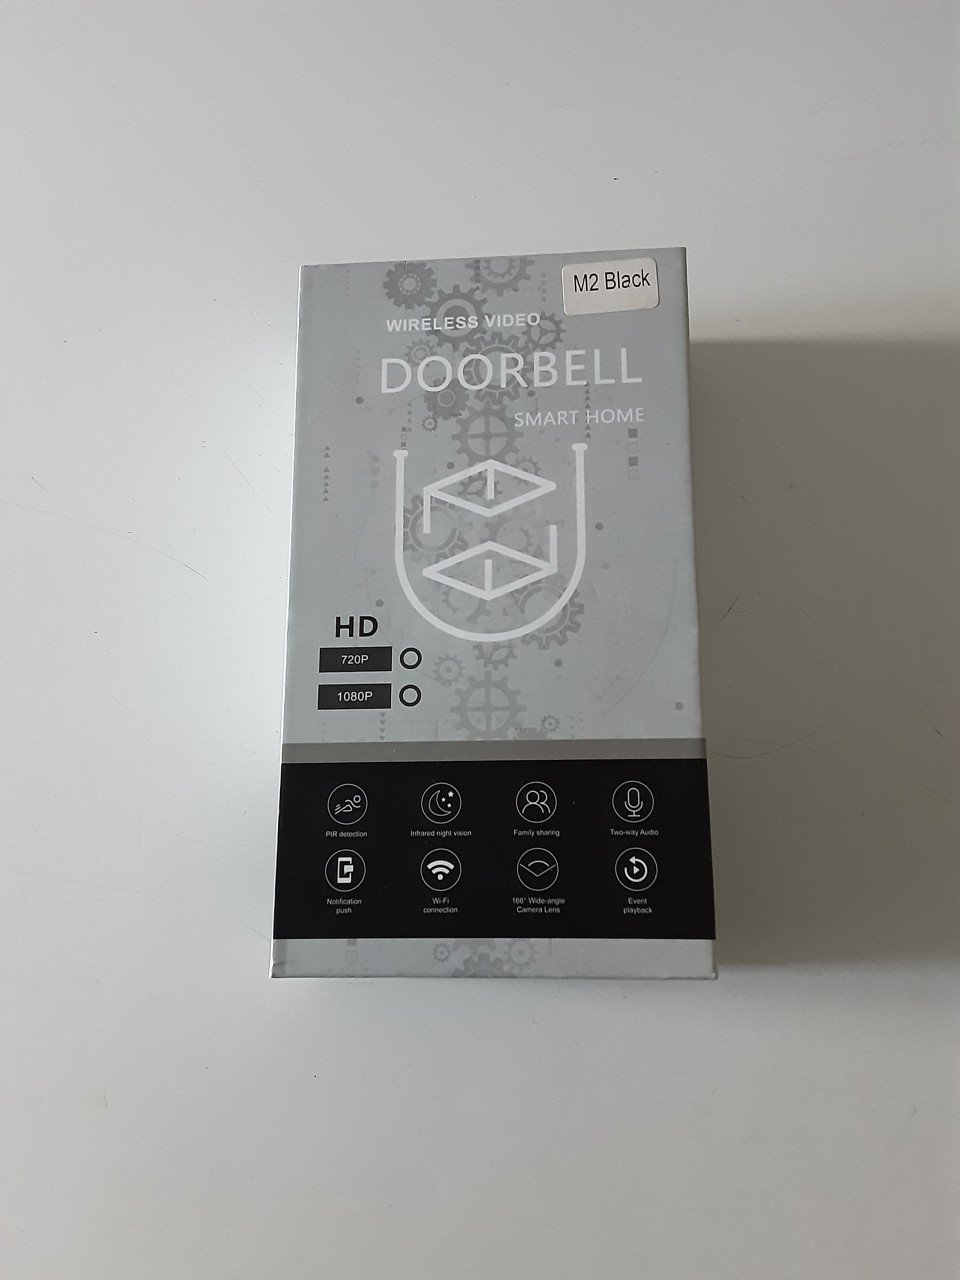 M2 Black
WIRELESS VIDEO
DOORBELL
SMART HOME
HD
720P
1080P
PIR detection
Infrared night vision
Family sharing
Two-way Audio
Notification
push
Wi-Fi
connection
166° Wide-angle
Camera Lens
Event
playback